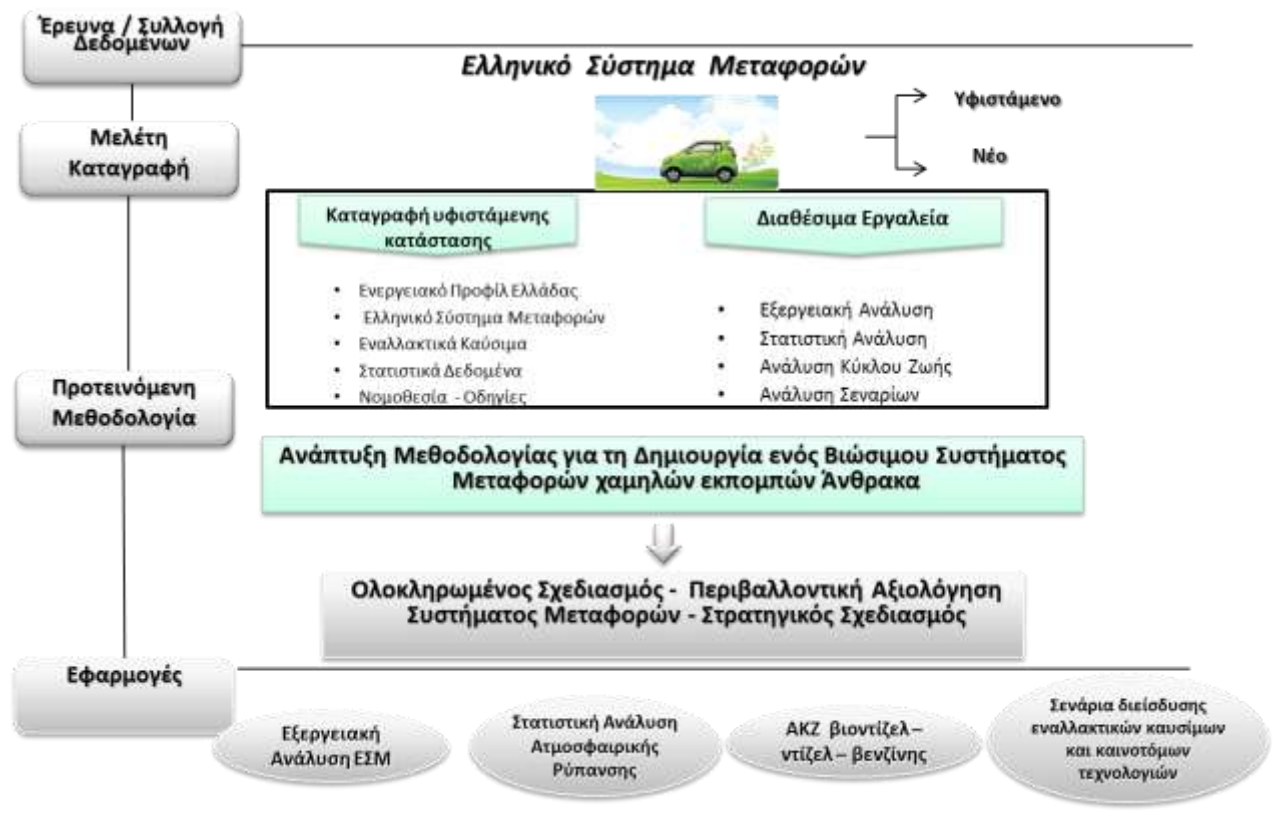 Έρευνα / Συλλογή
Δεδομένων
Ελληνικό Σύστημα Μεταφορών
Υφιστάμενο
Νέο
Μελέτη
Καταγραφή
Καταγραφή υφιστάμενης
κατάστασης
• Ενεργειακό Προφίλ Ελλάδας
• Ελληνικό Σύστημα Μεταφορών
• Εναλλακτικά Καύσιμα
• Στατιστικά Δεδομένα
• Νομοθεσία - Οδηγίες
Διαθέσιμα Εργαλεία
• Εξεργειακή Ανάλυση
• Στατιστική Ανάλυση
• Ανάλυση Κύκλου Ζωής
• Ανάλυση Σεναρίων
Προτεινόμενη
Μεθοδολογία
Ανάπτυξη Μεθοδολογίας για τη Δημιουργία ενός Βιώσιμου Συστήματος
Μεταφορών χαμηλών εκπομπών Άνθρακα
Ολοκληρωμένος Σχεδιασμός - Περιβαλλοντική Αξιολόγηση
Συστήματος Μεταφορών - Στρατηγικός Σχεδιασμός
Εφαρμογές
Εξεργειακή
Ανάλυση ΕΣΜ
Στατιστική Ανάλυση
Ατμοσφαιρικής
Ρύπανσης
ΑΚΖ βιοντίζελ –
ντίζελ – βενζίνης
Σενάρια διείσδυσης
εναλλακτικών καυσίμων
και καινοτόμων
τεχνολογιών